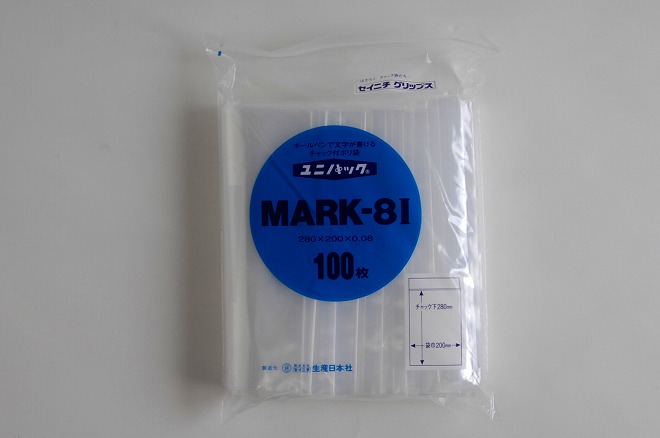 セイニチ グリップス
ボールペンで文字が書ける
チャック付ポリ袋
ユニパック®
MARK-8I
280×200×0.08
100枚
チャック下280mm
袋巾200mm
製造元
生産日本社